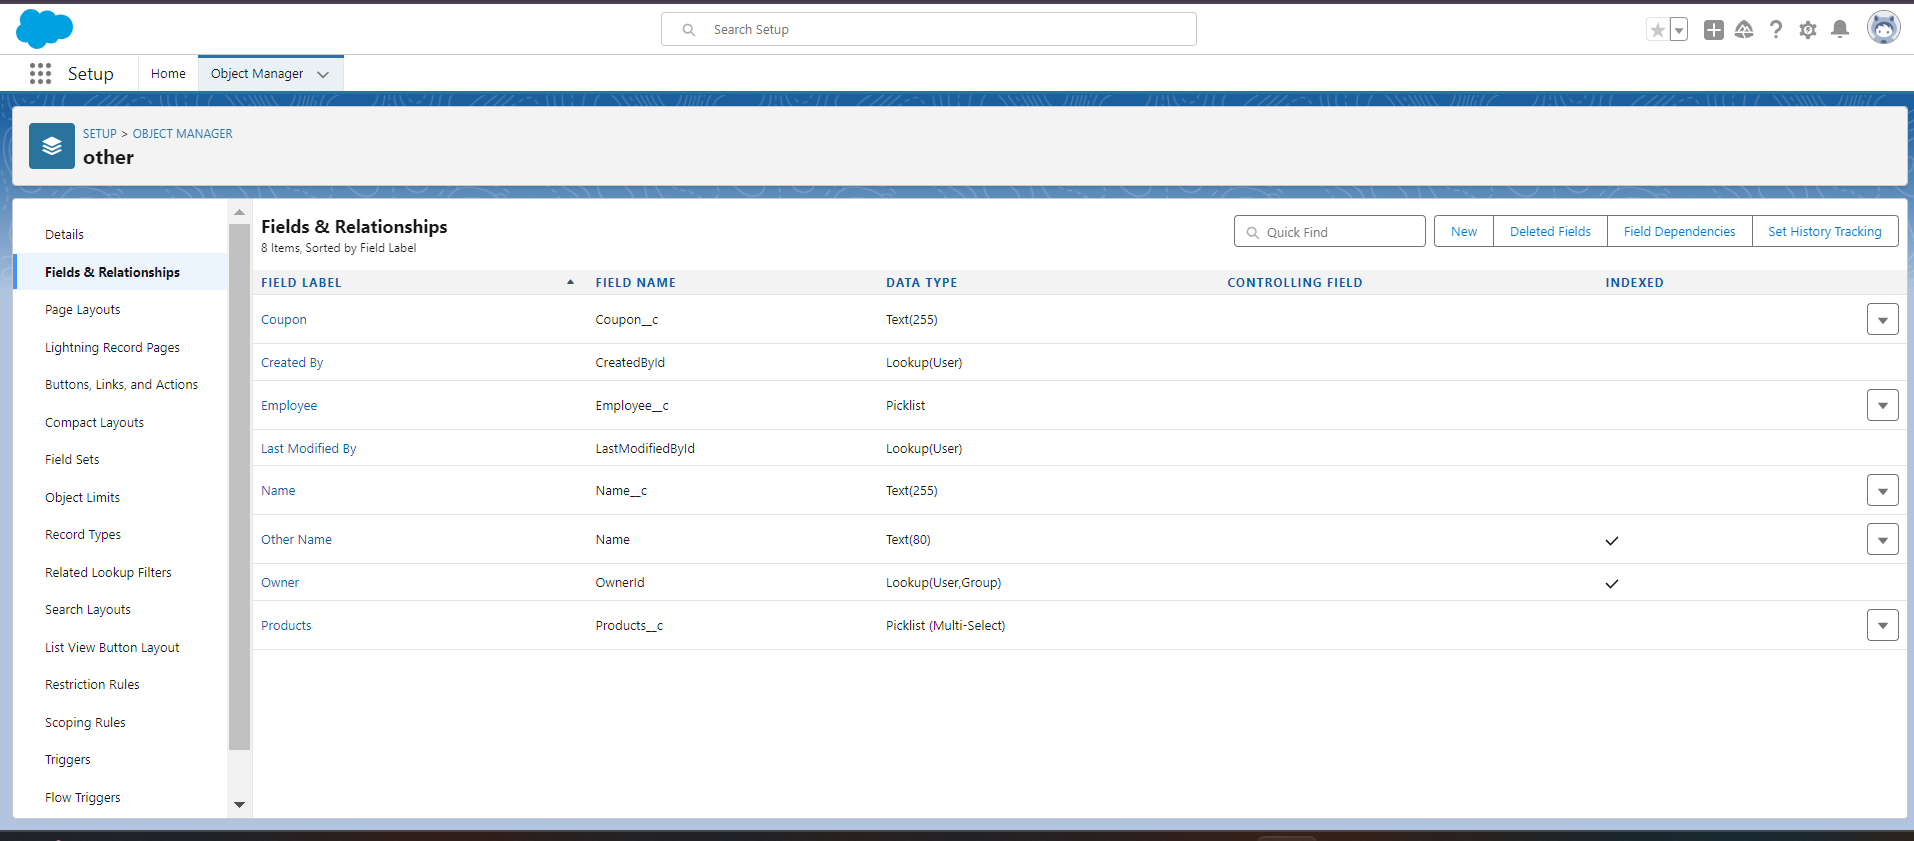 Search Setup
Setup Home Object Manager
SETUP > OBJECT MANAGER
other
Details
Fields & Relationships
Page Layouts
Lightning Record Pages
Buttons, Links, and Actions
Compact Layouts
Field Sets
Object Limits
Record Types
Related Lookup Filters
Search Layouts
List View Button Layout
Restriction Rules
Scoping Rules
Triggers
Flow Triggers
Fields & Relationships
8 Items, Sorted by Field Label
Quick Find New Deleted Fields Field Dependencies Set History Tracking
FIELD LABEL FIELD NAME DATA TYPE CONTROLLING FIELD INDEXED
Coupon Coupon__c Text(255)
Created By CreatedById Lookup(User)
Employee Employee__c Picklist
Last Modified By LastModifiedById Lookup(User)
Name Name__c Text(255)
Other Name Name Text(80)
Owner OwnerId Lookup(User,Group)
Products Products__c Picklist (Multi-Select)